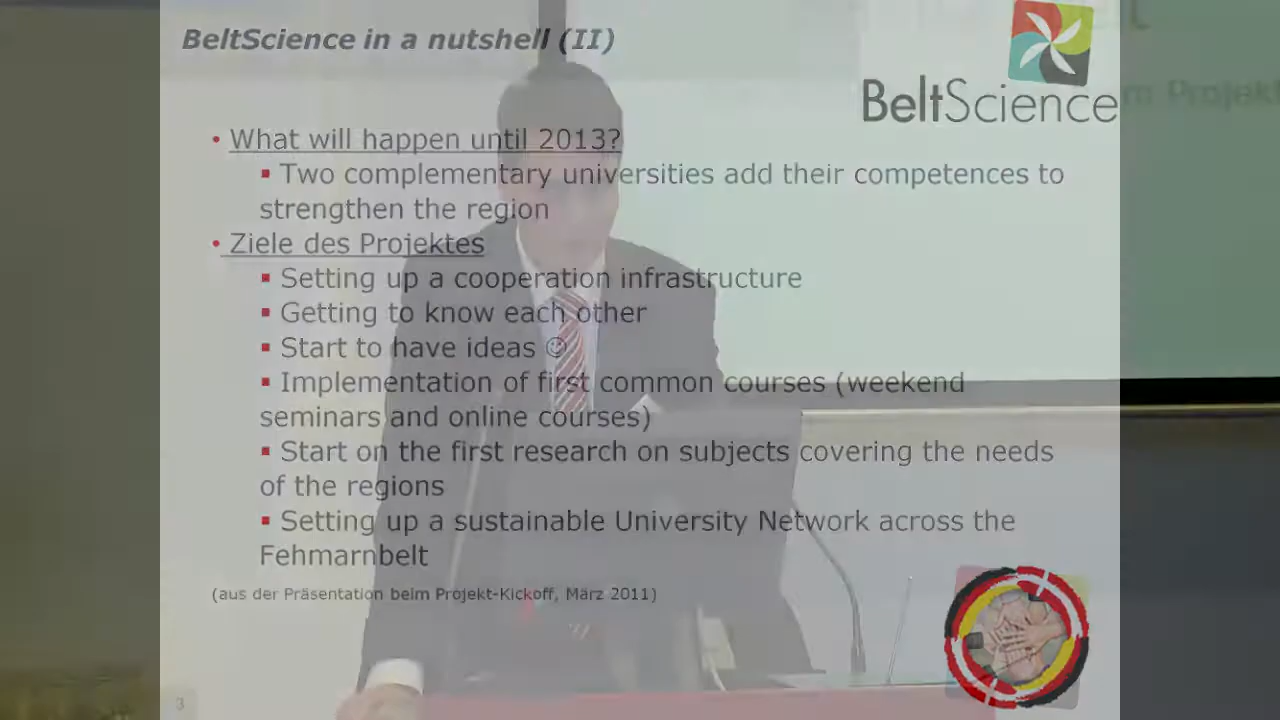 BeltScience in a nutshell (II)
BeltScience
m Projekt
• What will happen until 2013?
▪ Two complementary universities add their competences to
strengthen the region
• Ziele des Projektes
▪ Setting up a cooperation infrastructure
▪ Getting to know each other
▪ Start to have ideas ☺
▪ Implementation of first common courses (weekend
seminars and online courses)
▪ Start on the first research on subjects covering the needs
of the regions
▪ Setting up a sustainable University Network across the
Fehmarnbelt
(aus der Präsentation beim Projekt-Kickoff, März 2011)
3